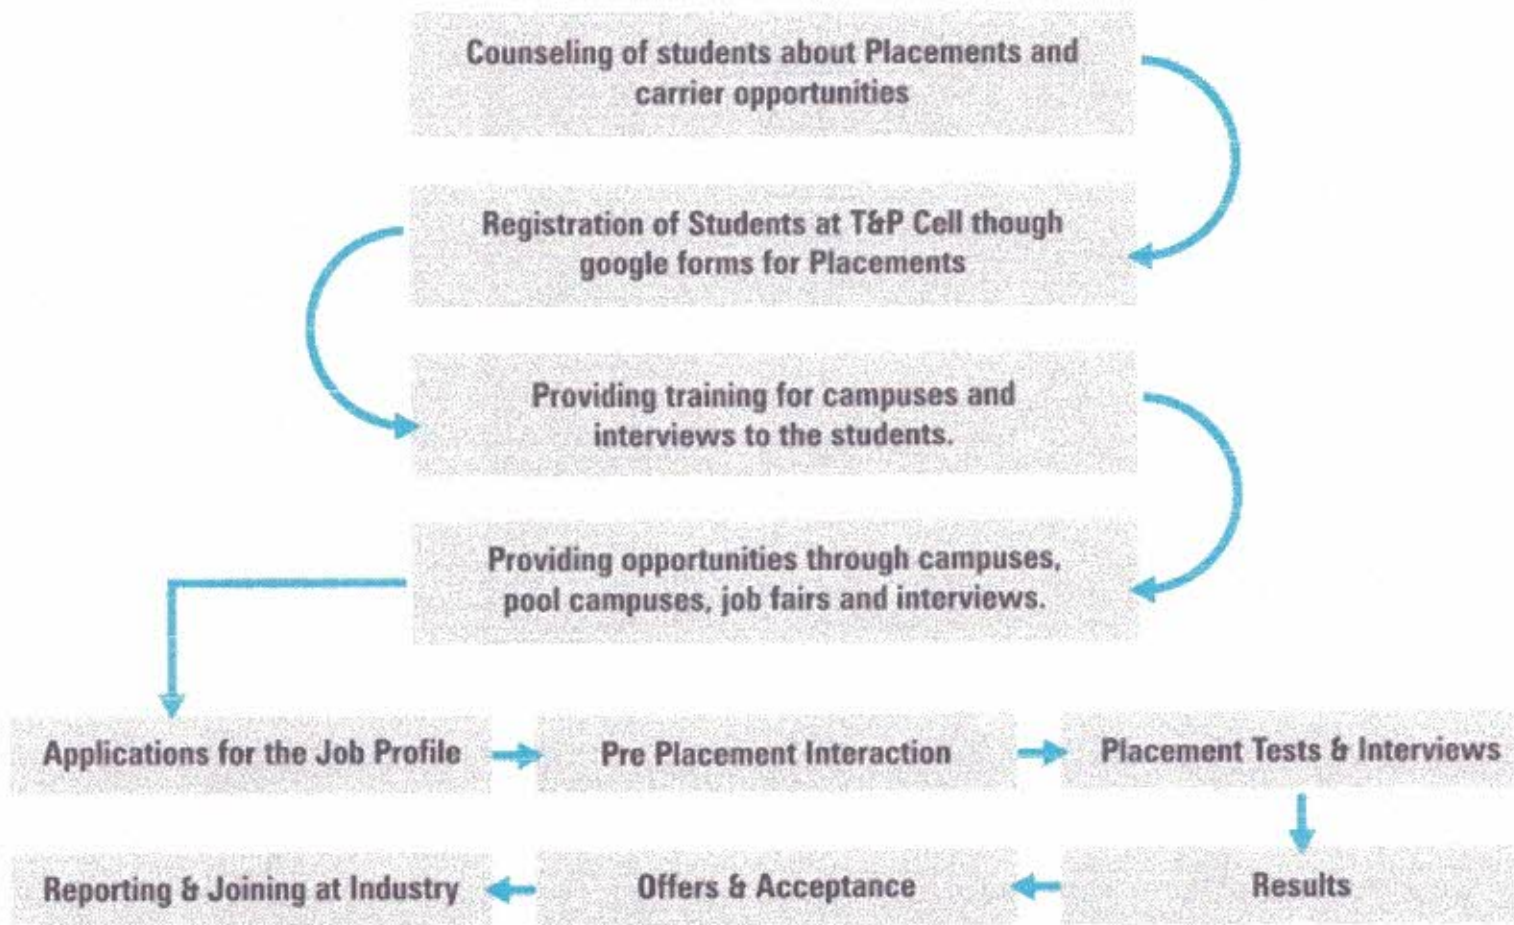 Counseling of students about Placements and
carrier opportunities
Registration of Students at T&P Cell though
google forms for Placements
Providing training for campuses and
interviews to the students.
Providing opportunities through campuses,
pool campuses, job fairs and interviews.
Applications for the Job Profile
Pre Placement Interaction
Placement Tests & Interviews
Reporting & Joining at Industry
Offers & Acceptance
Results